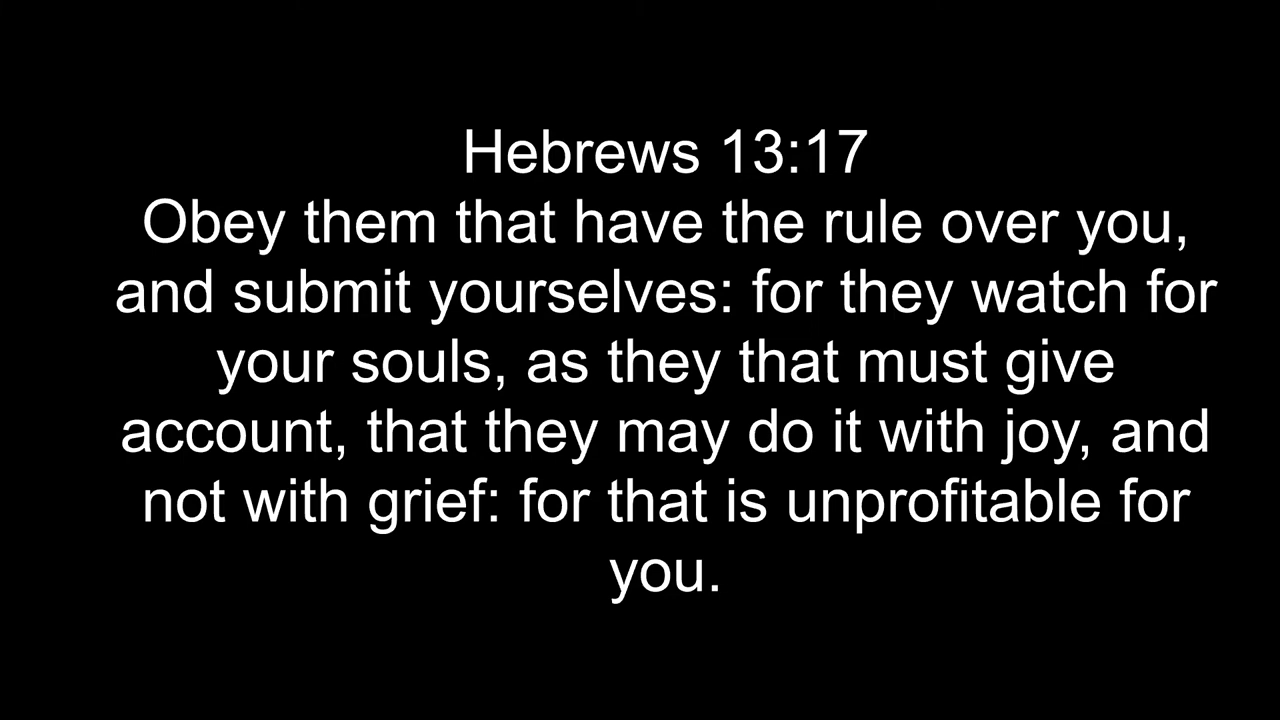 Hebrews 13:17
Obey them that have the rule over you,
and submit yourselves: for they watch for
your souls, as they that must give
account, that they may do it with joy, and
not with grief: for that is unprofitable for
you.